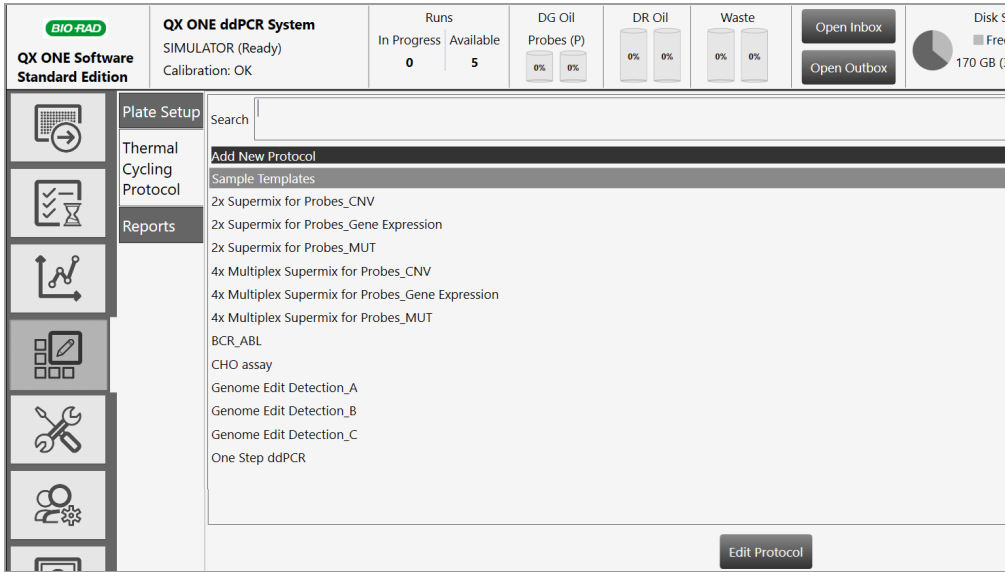 BIO-RAD
QX ONE Software
Standard Edition
QX ONE ddPCR System
SIMULATOR (Ready)
Calibration: OK
Runs
In Progress Available
0 5
DG Oil
Probes (P)
0% 0%
DR Oil
0% 0%
Waste
0% 0%
Open Inbox
Open Outbox
Disk
170 GB
Plate Setup
Thermal
Cycling
Protocol
Reports
Search
Add New Protocol
Sample Templates
2x Supermix for Probes_CNV
2x Supermix for Probes_Gene Expression
2x Supermix for Probes_MUT
4x Multiplex Supermix for Probes_CNV
4x Multiplex Supermix for Probes_Gene Expression
4x Multiplex Supermix for Probes_MUT
BCR_ABL
CHO assay
Genome Edit Detection_A
Genome Edit Detection_B
Genome Edit Detection_C
One Step ddPCR
Edit Protocol